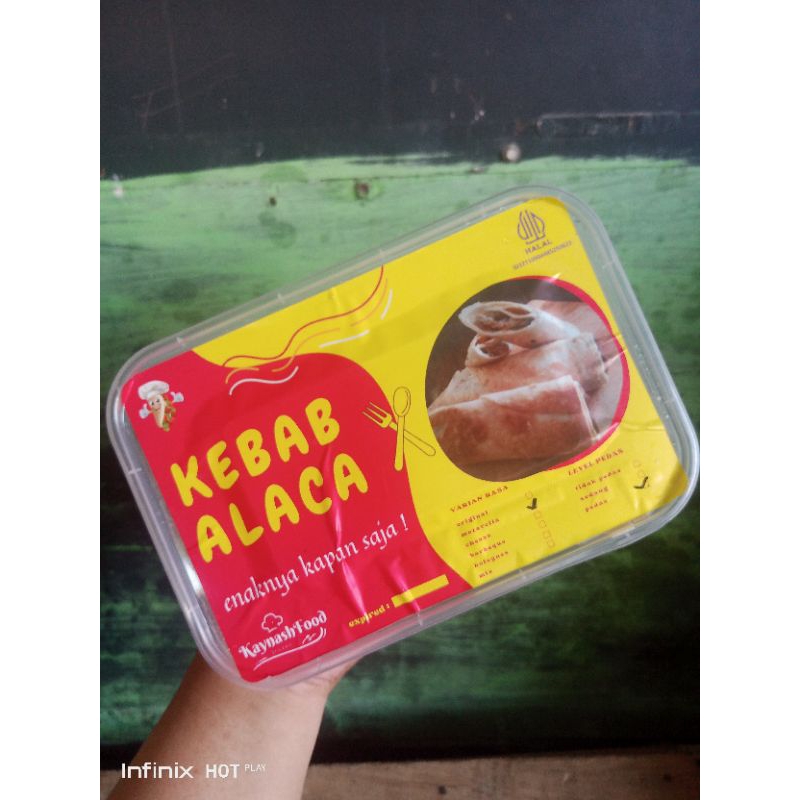 HALAL
KEBAB
ALACA
enaknya kapan saja !
KaynashFood
expired :
VARIAN RASA
original
mozarella
cheese
barbeque
bolognas
mix
LEVEL PEDAS
tidak pedas
sedang
pedas
Infinix HOT PLAY